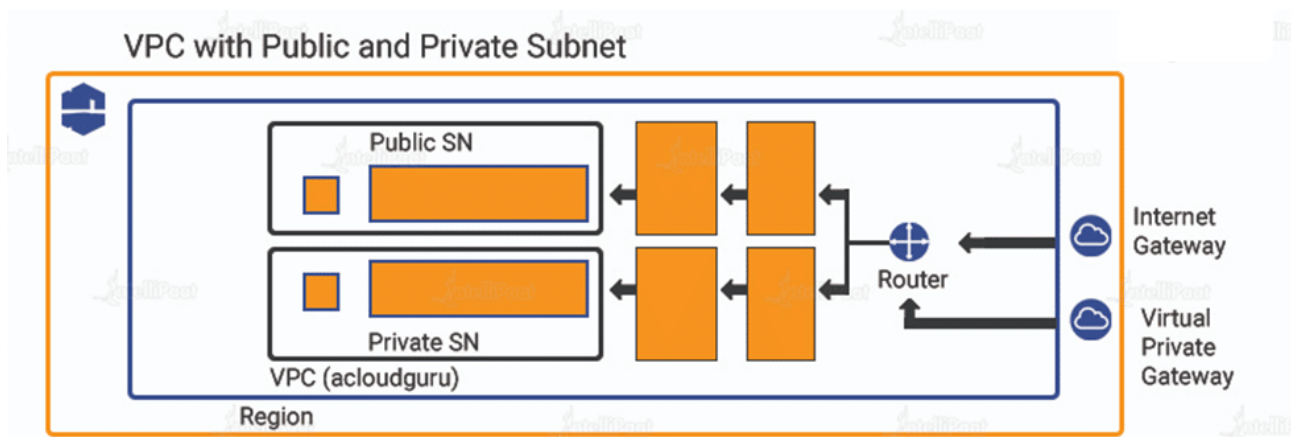 VPC with Public and Private Subnet
Public SN
Internet
Gateway
Router
Private SN
Virtual
Private
Gateway
VPC (acloudguru)
Region